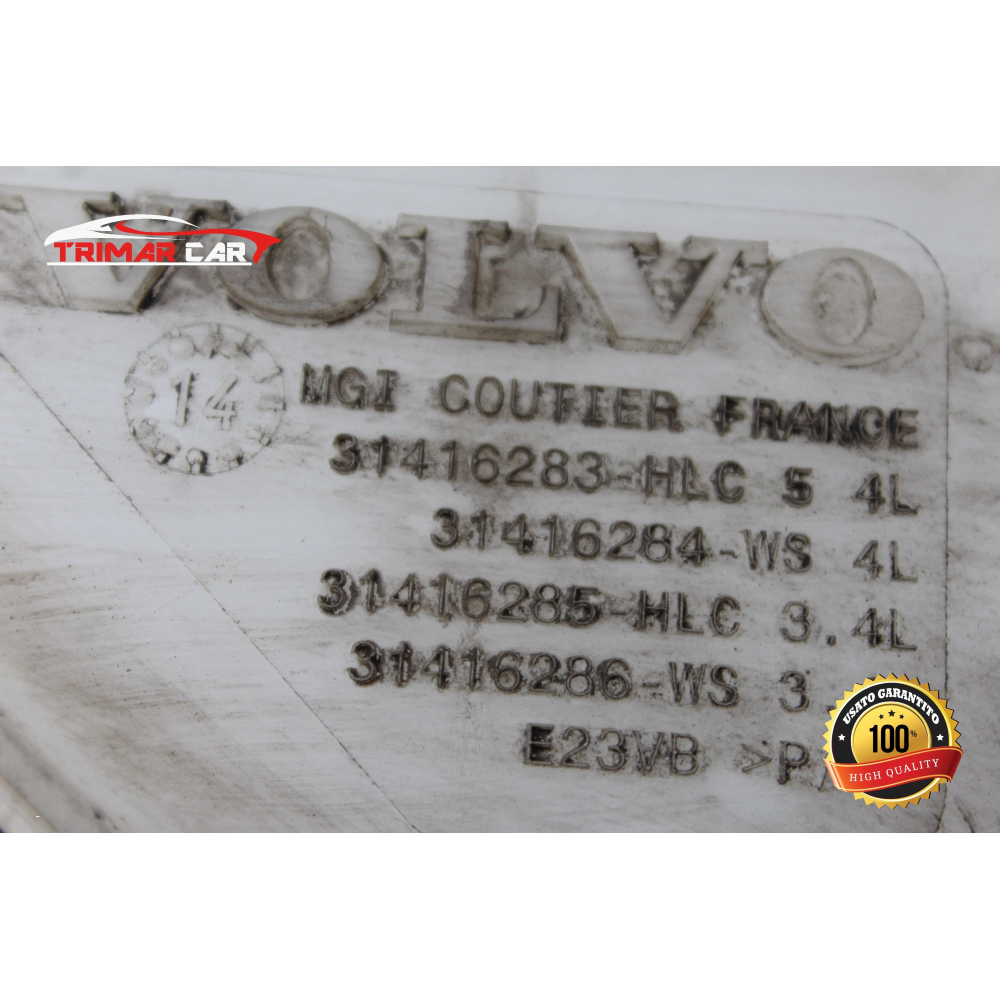 VOLVO
TRIMAR CAR
14
MGI COUTIER FRANCE
31416283-HLC 5 4L
31416284-WS 4L
31416285-HLC 3.4L
31416286-WS 3
E23VB >P
USATO GARANTITO
100%
HIGH QUALITY